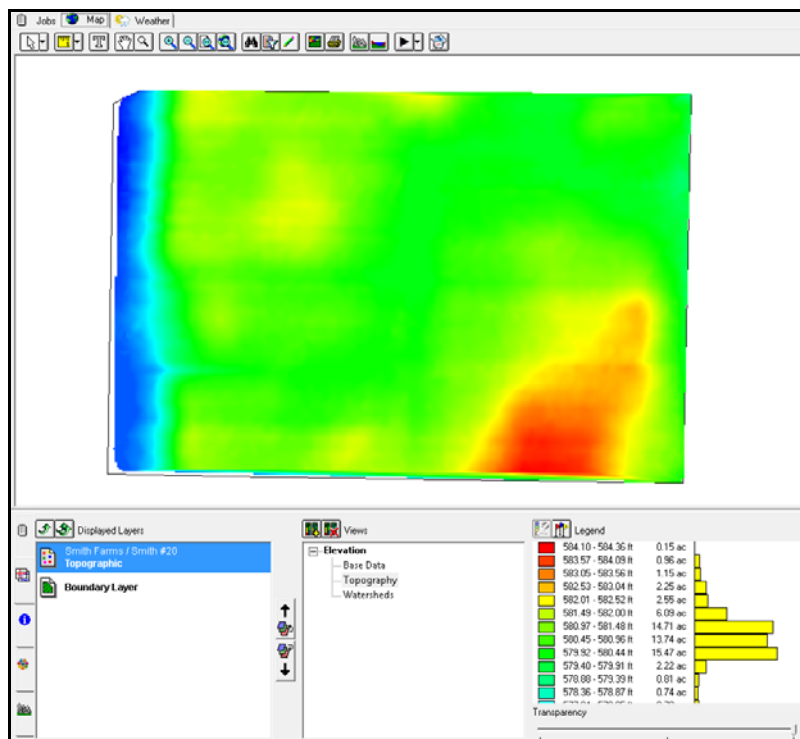 Jobs Map Weather
T
Displayed Layers
Smith Farms / Smith #20
Topographic
Boundary Layer
Views
Elevation
Base Data
Topography
Watersheds
Legend
584.10 - 584.36 ft 0.15 ac
583.57 - 584.09 ft 0.96 ac
583.05 - 583.56 ft 1.15 ac
582.53 - 583.04 ft 2.25 ac
582.01 - 582.52 ft 2.55 ac
581.49 - 582.00 ft 6.09 ac
580.97 - 581.48 ft 14.71 ac
580.45 - 580.96 ft 13.74 ac
579.92 - 580.44 ft 15.47 ac
579.40 - 579.91 ft 2.22 ac
578.88 - 579.39 ft 0.81 ac
578.36 - 578.87 ft 0.74 ac
Transparency